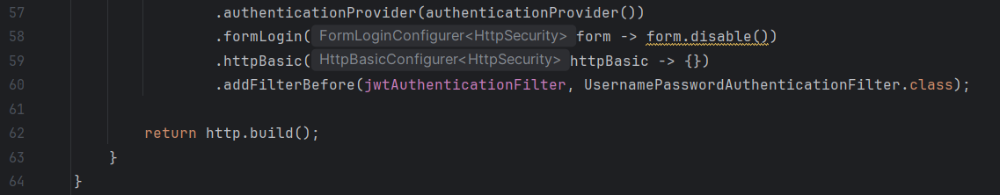 57 .authenticationProvider(authenticationProvider())
58 .formLogin( FormLoginConfigurer<HttpSecurity> form -> form.disable())
59 .httpBasic( HttpBasicConfigurer<HttpSecurity> httpBasic -> {})
60 .addFilterBefore(jwtAuthenticationFilter, UsernamePasswordAuthenticationFilter.class);
61
62 return http.build();
63 }
64 }